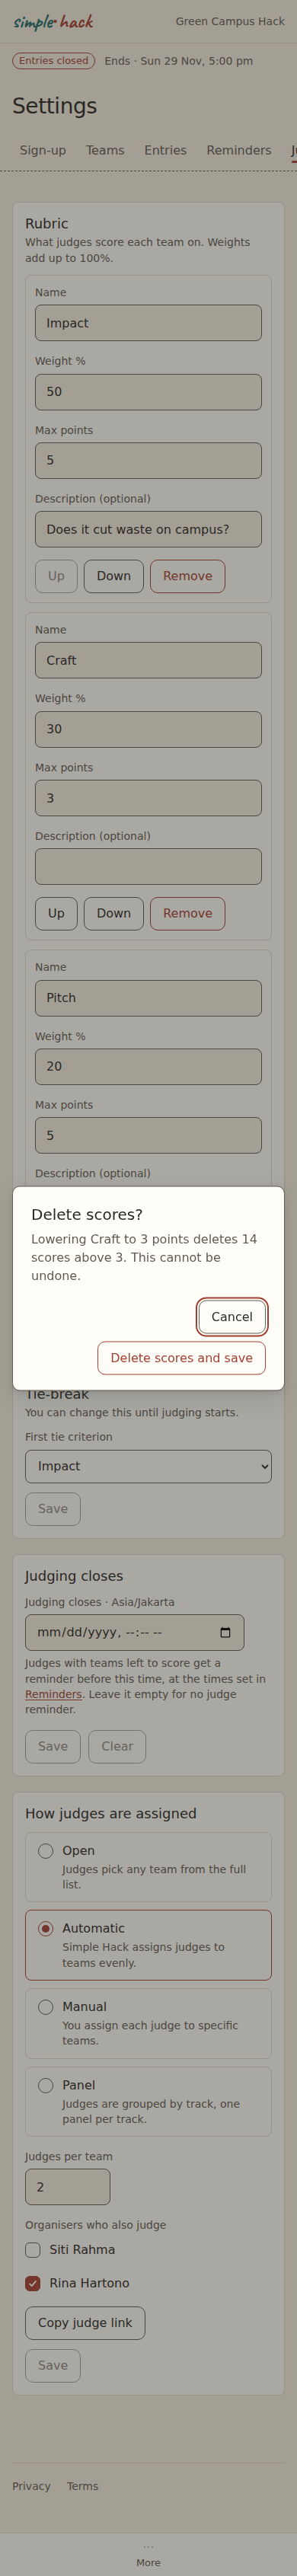 simple hack
Green Campus Hack
Entries closed
Ends · Sun 29 Nov, 5:00 pm
Settings
Sign-up
Teams
Entries
Reminders
Rubric
What judges score each team on. Weights
add up to 100%.
Name
Impact
Weight %
50
Max points
5
Description (optional)
Does it cut waste on campus?
Up
Down
Remove
Name
Craft
Weight %
30
Max points
3
Description (optional)
Up
Down
Remove
Name
Pitch
Weight %
20
Max points
5
Description (optional)
Delete scores?
Lowering Craft to 3 points deletes 14
scores above 3. This cannot be
undone.
Cancel
Delete scores and save
Tie-break
You can change this until judging starts.
First tie criterion
Impact
Save
Judging closes
Judging closes · Asia/Jakarta
mm/dd/yyyy, --:-- --
Judges with teams left to score get a
reminder before this time, at the times set in
Reminders. Leave it empty for no judge
reminder.
Save
Clear
How judges are assigned
Open
Judges pick any team from the full
list.
Automatic
Simple Hack assigns judges to
teams evenly.
Manual
You assign each judge to specific
teams.
Panel
Judges are grouped by track, one
panel per track.
Judges per team
2
Organisers who also judge
Siti Rahma
Rina Hartono
Copy judge link
Save
Privacy
Terms
...
More